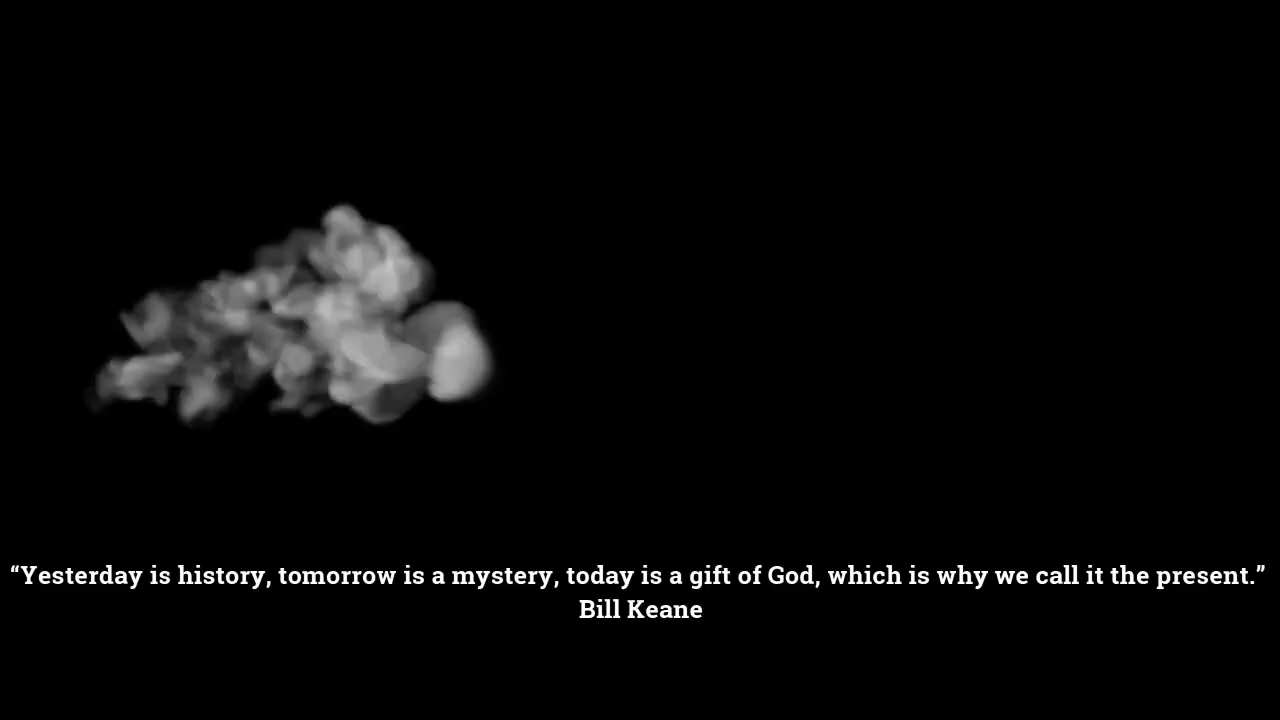 “Yesterday is history, tomorrow is a mystery, today is a gift of God, which is why we call it the present.”
Bill Keane